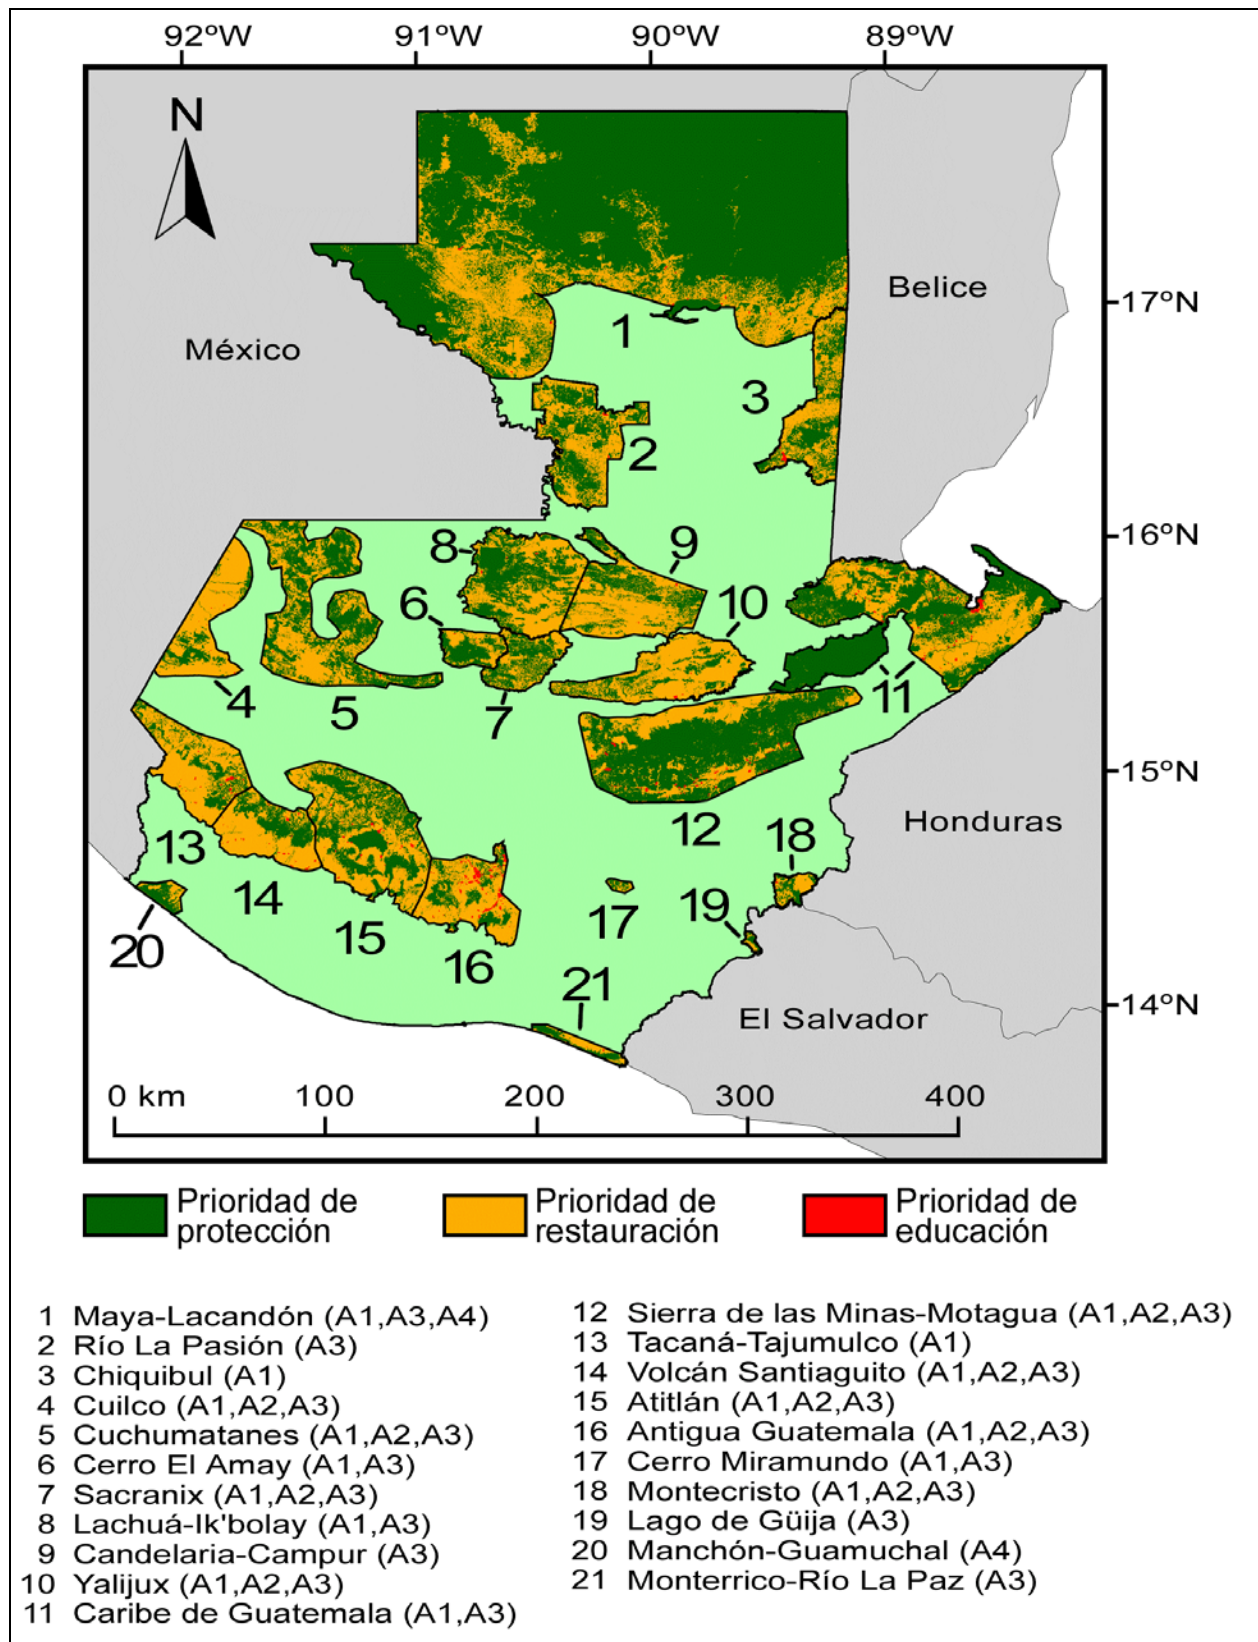 92°W 91°W 90°W 89°W
N
Belice
17°N
México
1
3
2
16°N
8
9
6
10
4
5
7
11
15°N
Honduras
12
18
13
14
17
19
15
20
16
21
14°N
El Salvador
0 km 100 200 300 400
Prioridad de
protección
Prioridad de
restauración
Prioridad de
educación
1 Maya-Lacandón (A1,A3,A4)
2 Río La Pasión (A3)
3 Chiquibul (A1)
4 Cuilco (A1,A2,A3)
5 Cuchumatanes (A1,A2,A3)
6 Cerro El Amay (A1,A3)
7 Sacranix (A1,A2,A3)
8 Lachuá-Ik'bolay (A1,A3)
9 Candelaria-Campur (A3)
10 Yalijux (A1,A2,A3)
11 Caribe de Guatemala (A1,A3)
12 Sierra de las Minas-Motagua (A1,A2,A3)
13 Tacaná-Tajumulco (A1)
14 Volcán Santiaguito (A1,A2,A3)
15 Atitlán (A1,A2,A3)
16 Antigua Guatemala (A1,A2,A3)
17 Cerro Miramundo (A1,A3)
18 Montecristo (A1,A2,A3)
19 Lago de Güija (A3)
20 Manchón-Guamuchal (A4)
21 Monterrico-Río La Paz (A3)